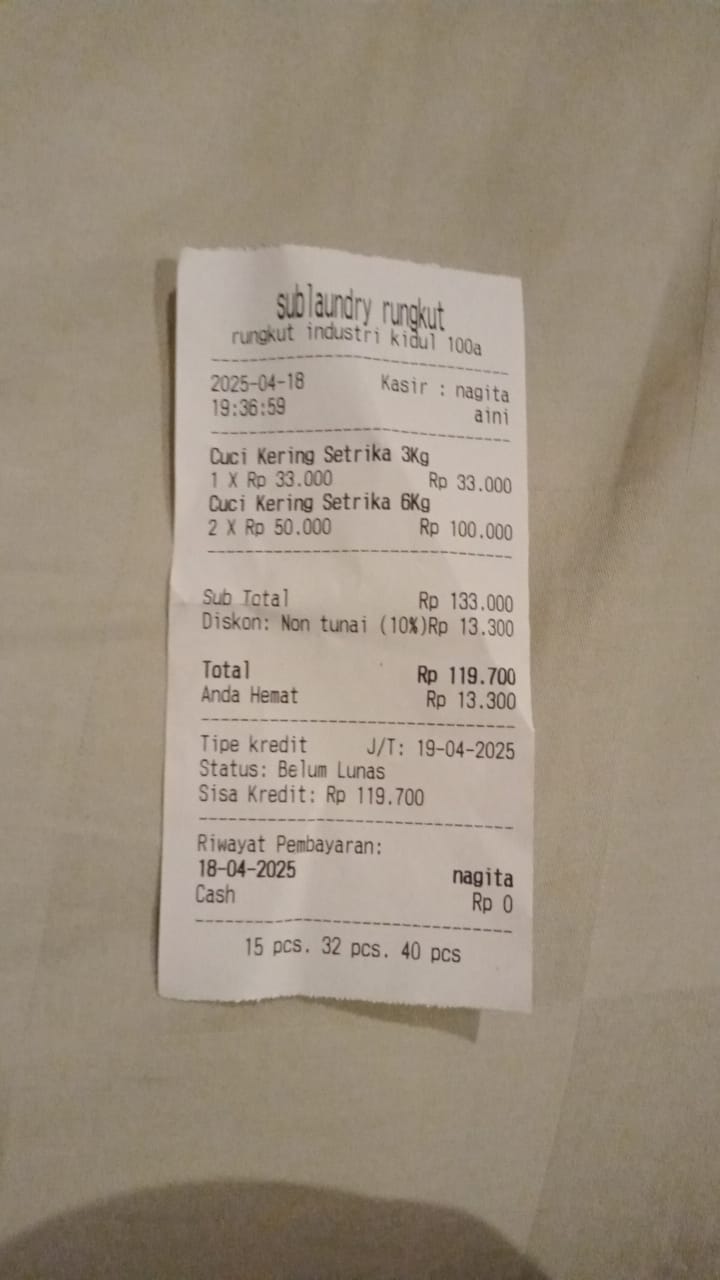 sublaundry rungkut
rungkut industri kidul 100a
2025-04-18 Kasir : nagita
19:36:59 aini
Cuci Kering Setrika 3Kg
1 X Rp 33.000 Rp 33.000
Cuci Kering Setrika 6Kg
2 X Rp 50.000 Rp 100.000
Sub Total Rp 133.000
Diskon: Non tunai (10%)Rp 13.300
Total Rp 119.700
Anda Hemat Rp 13.300
Tipe kredit J/T: 19-04-2025
Status: Belum Lunas
Sisa Kredit: Rp 119.700
Riwayat Pembayaran:
18-04-2025 nagita
Cash Rp 0
15 pcs. 32 pcs. 40 pcs